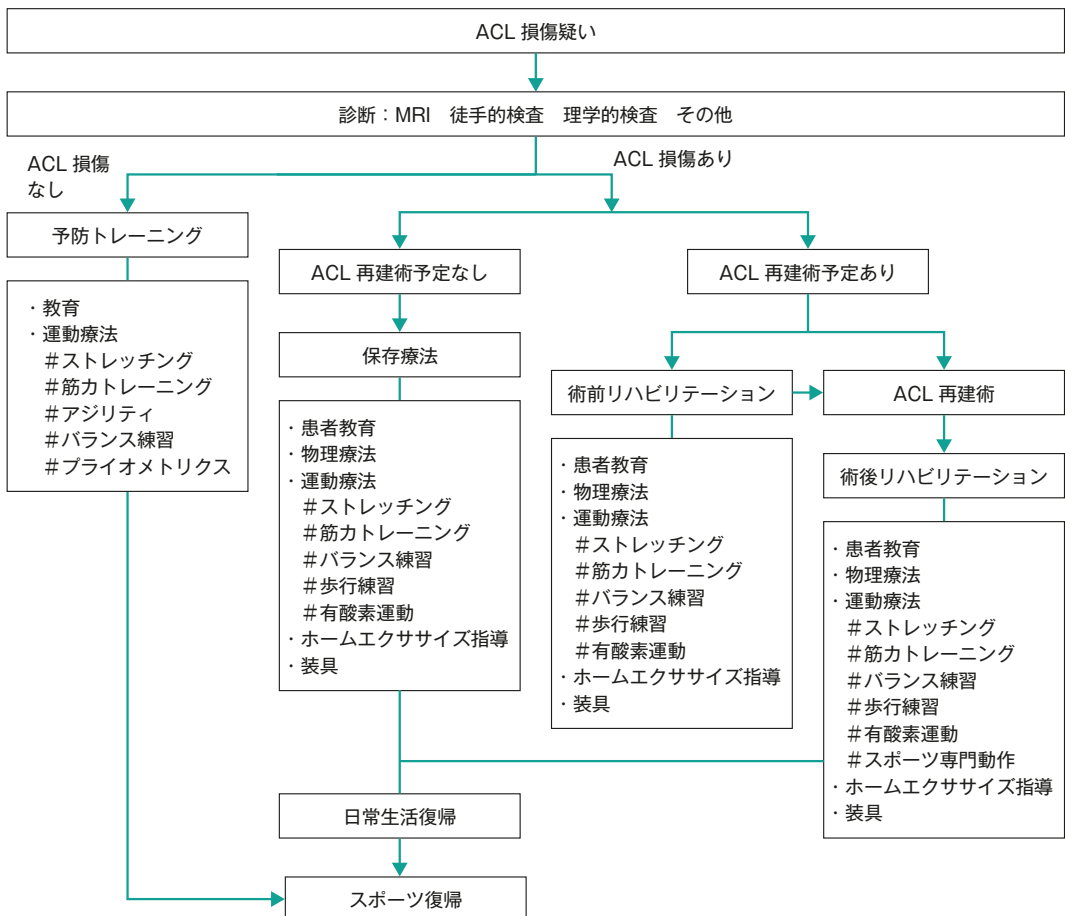 ACL 損傷疑い
診断：MRI　徒手的検査　理学的検査　その他
ACL 損傷
なし
ACL 損傷あり
予防トレーニング
・教育
・運動療法
＃ストレッチング
＃筋力トレーニング
＃アジリティ
＃バランス練習
＃プライオメトリクス
ACL 再建術予定なし
保存療法
・患者教育
・物理療法
・運動療法
＃ストレッチング
＃筋力トレーニング
＃バランス練習
＃歩行練習
＃有酸素運動
・ホームエクササイズ指導
・装具
ACL 再建術予定あり
術前リハビリテーション
・患者教育
・物理療法
・運動療法
＃ストレッチング
＃筋力トレーニング
＃バランス練習
＃歩行練習
＃有酸素運動
・ホームエクササイズ指導
・装具
ACL 再建術
術後リハビリテーション
・患者教育
・物理療法
・運動療法
＃ストレッチング
＃筋力トレーニング
＃バランス練習
＃歩行練習
＃有酸素運動
＃スポーツ専門動作
・ホームエクササイズ指導
・装具
日常生活復帰
スポーツ復帰